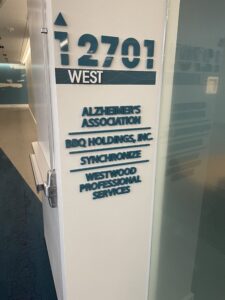 12701
WEST
ALZHEIMER'S
ASSOCIATION
BBQ HOLDINGS, INC.
SYNCHRONIZE
WESTWOOD
PROFESSIONAL
SERVICES